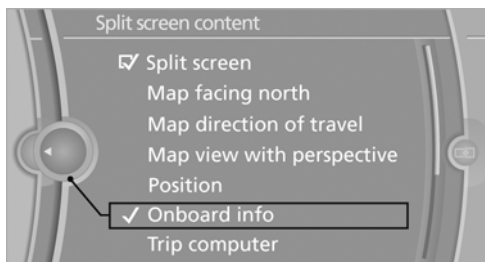 Split screen content
Split screen
Map facing north
Map direction of travel
Map view with perspective
Position
Onboard info
Trip computer